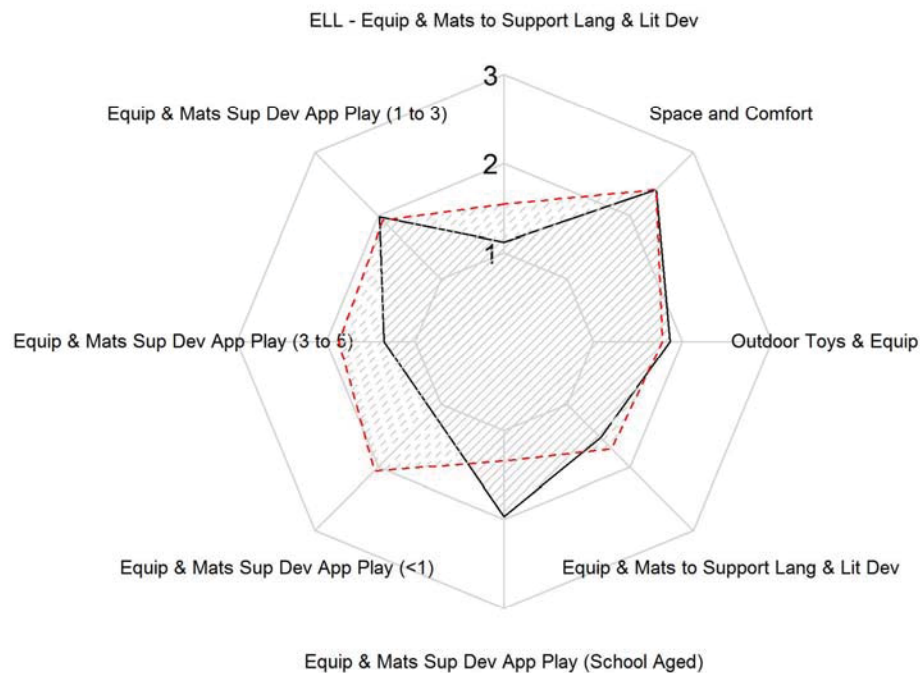 ELL - Equip & Mats to Support Lang & Lit Dev
3
Equip & Mats Sup Dev App Play (1 to 3)
Space and Comfort
2
1
Equip & Mats Sup Dev App Play (3 to 5)
Outdoor Toys & Equip
Equip & Mats Sup Dev App Play (<1)
Equip & Mats to Support Lang & Lit Dev
Equip & Mats Sup Dev App Play (School Aged)